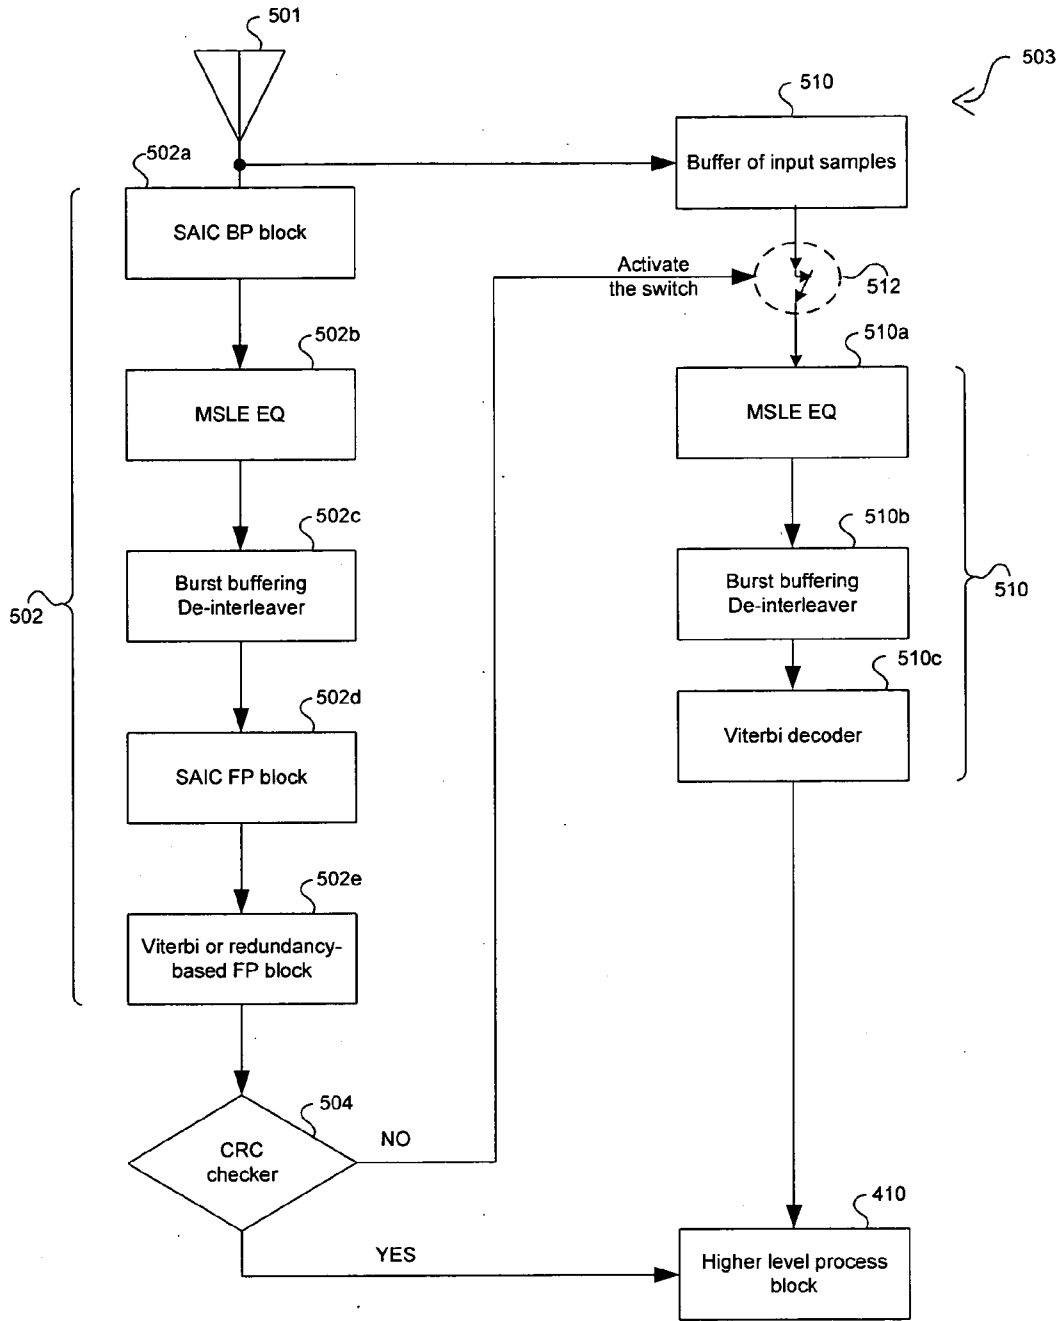 501
503
510
502a
Buffer of input samples
SAIC BP block
Activate
the switch
512
502b
510a
MSLE EQ
MSLE EQ
502c
510b
Burst buffering
De-interleaver
Burst buffering
De-interleaver
502
510
502d
510c
SAIC FP block
Viterbi decoder
502e
Viterbi or redundancy-
based FP block
504
CRC
checker
NO
410
YES
Higher level process
block